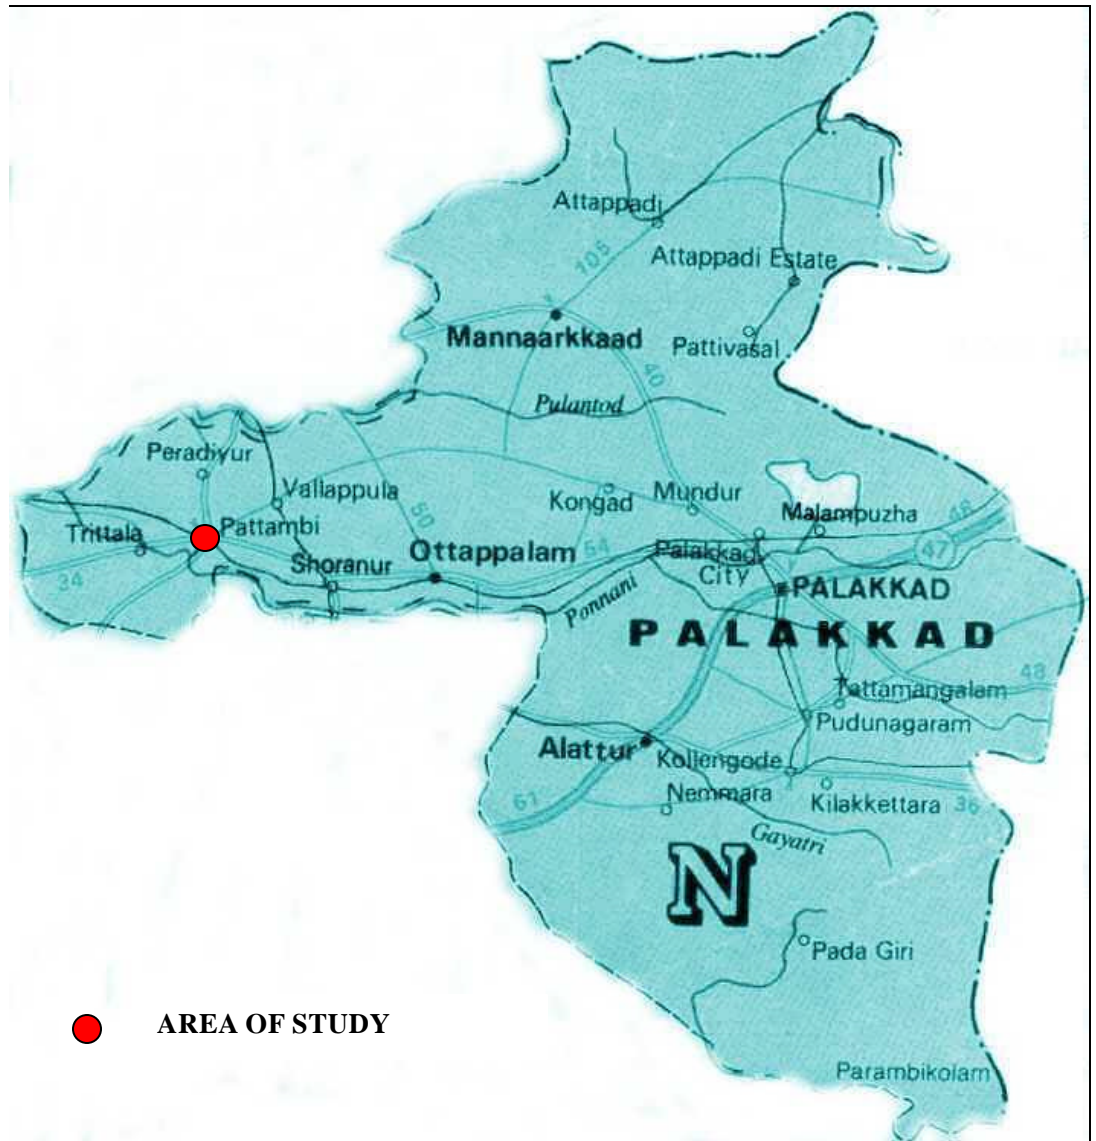 Attappadi
105
Attappadi Estate
Mannaarkkaad
Pattivasal
40
Pulantod
Peradiyur
Vallappula
Kongad
Mundur
Malampuzha
46
Trittala
Pattambi
50
Ottappalam
54
Palakkad
City
47
Shoranur
34
Ponnani
PALAKKAD
PALAKKAD
48
Tattamangalam
Pudunagaram
Alattur
Kollengode
Nemmara
Kilakkettara
36
61
Gayatri
N
Pada Giri
AREA OF STUDY
Parambikolam